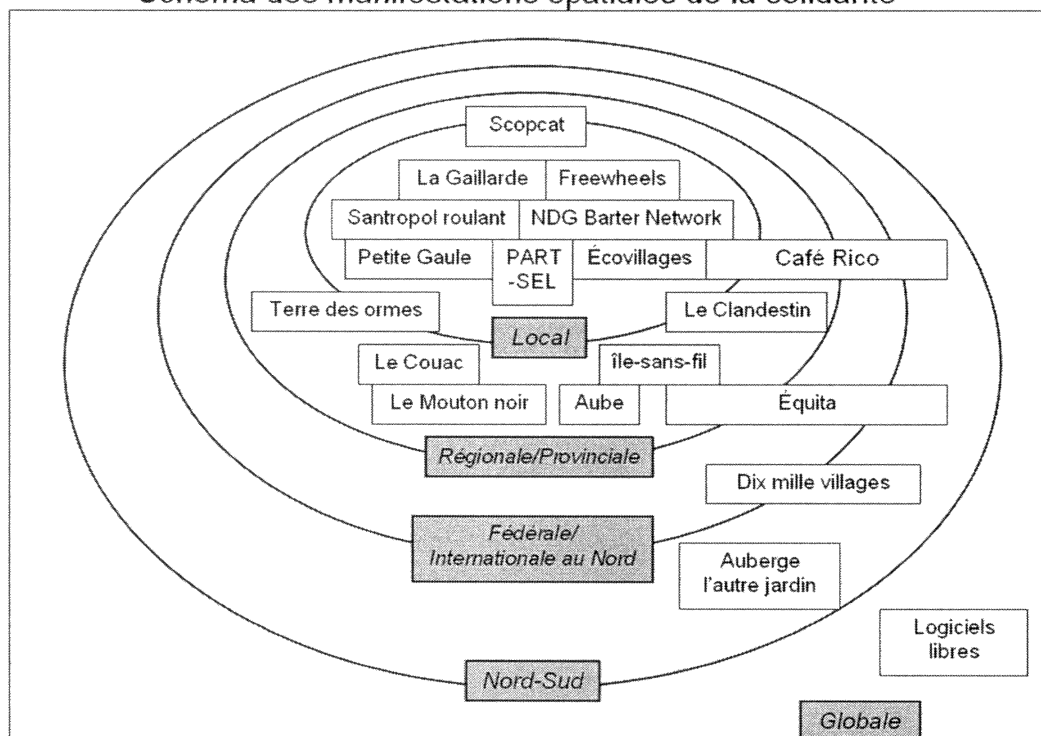 Schéma des manifestations spatiales de la solidarité
Scopcat
La Gaillarde Freewheels
Santropol roulant NDG Barter Network
Petite Gaule PART Écovillages Café Rico
-SEL
Terre des ormes Le Clandestin
Local
Le Couac île-sans-fil
Le Mouton noir Aube Équita
Régionale/Provinciale
Dix mille villages
Fédérale/
Internationale au Nord
Auberge
l'autre jardin
Logiciels
libres
Nord-Sud
Globale